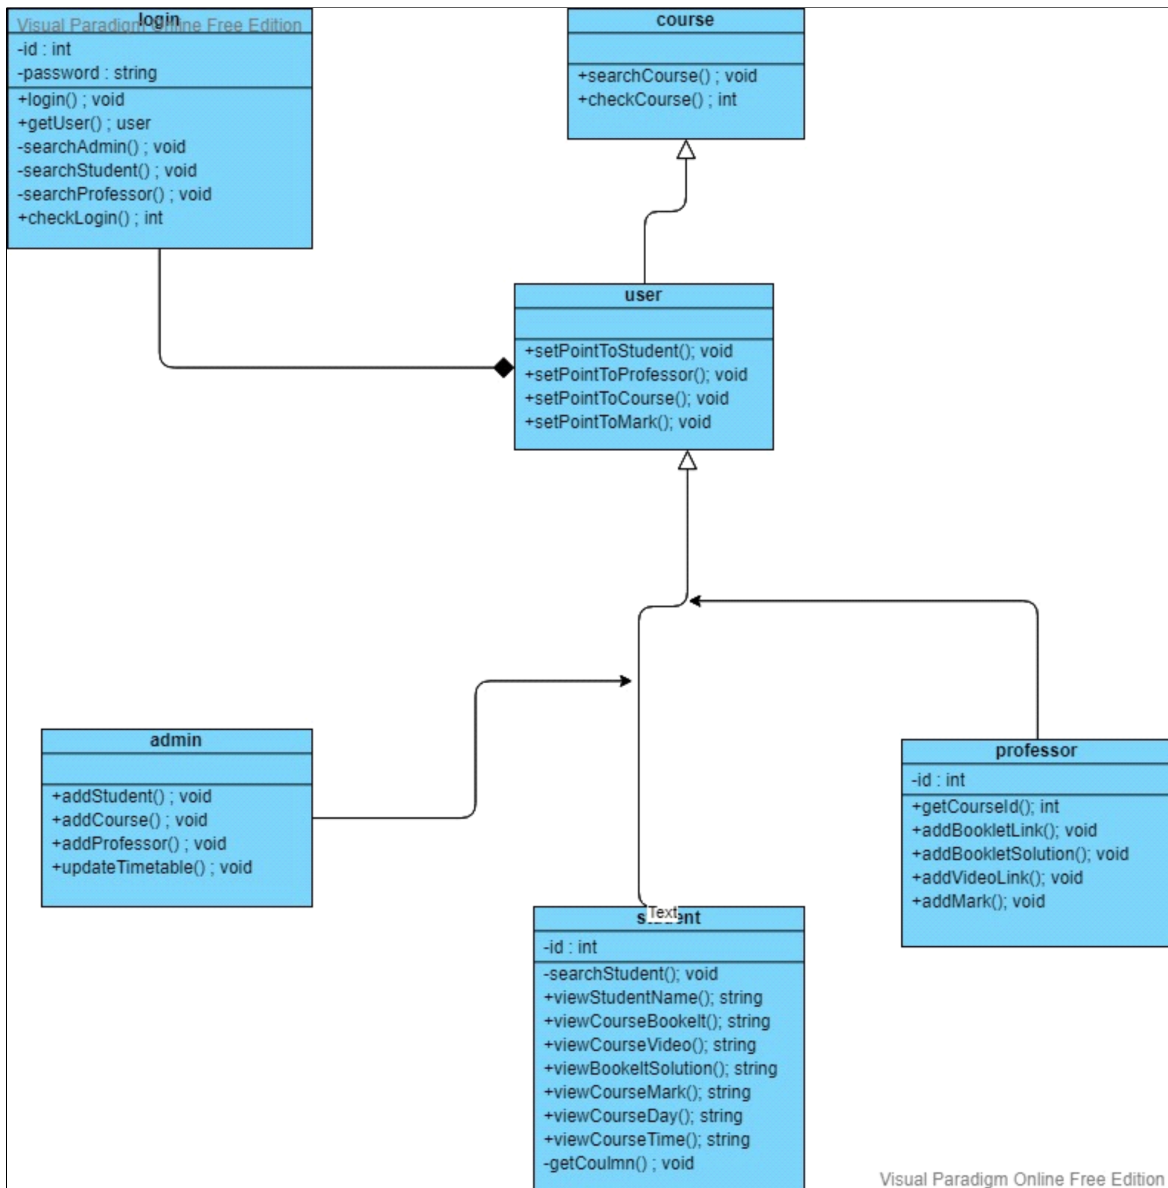 Visual Paradigm Online Free Edition
login
-id : int
-password : string
+login() ; void
+getUser() ; user
-searchAdmin() ; void
-searchStudent() ; void
-searchProfessor() ; void
+checkLogin() ; int
course
+searchCourse() ; void
+checkCourse() ; int
user
+setPointToStudent(); void
+setPointToProfessor(); void
+setPointToCourse(); void
+setPointToMark(); void
admin
+addStudent() ; void
+addCourse() ; void
+addProfessor() ; void
+updateTimetable() ; void
professor
-id : int
+getCourseId(); int
+addBookletLink(); void
+addBookletSolution(); void
+addVideoLink(); void
+addMark(); void
Text
student
-id : int
-searchStudent(); void
+viewStudentName(); string
+viewCourseBookelt(); string
+viewCourseVideo(); string
+viewBookeltSolution(); string
+viewCourseMark(); string
+viewCourseDay(); string
+viewCourseTime(); string
-getCoulmn() ; void
Visual Paradigm Online Free Edition